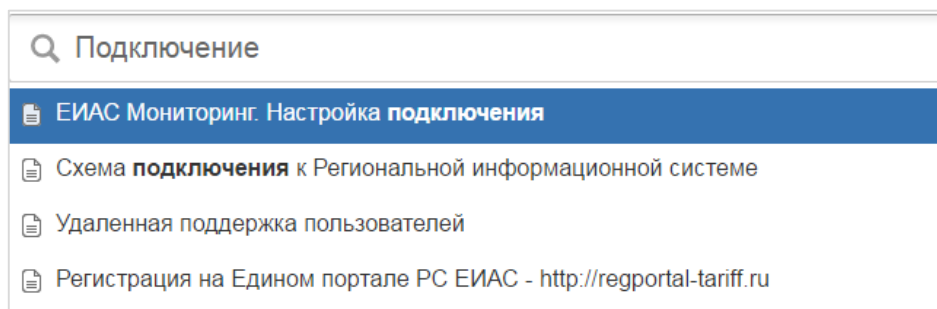 Подключение
ЕИАС Мониторинг. Настройка подключения
Схема подключения к Региональной информационной системе
Удаленная поддержка пользователей
Регистрация на Едином портале РС ЕИАС - http://regportal-tariff.ru